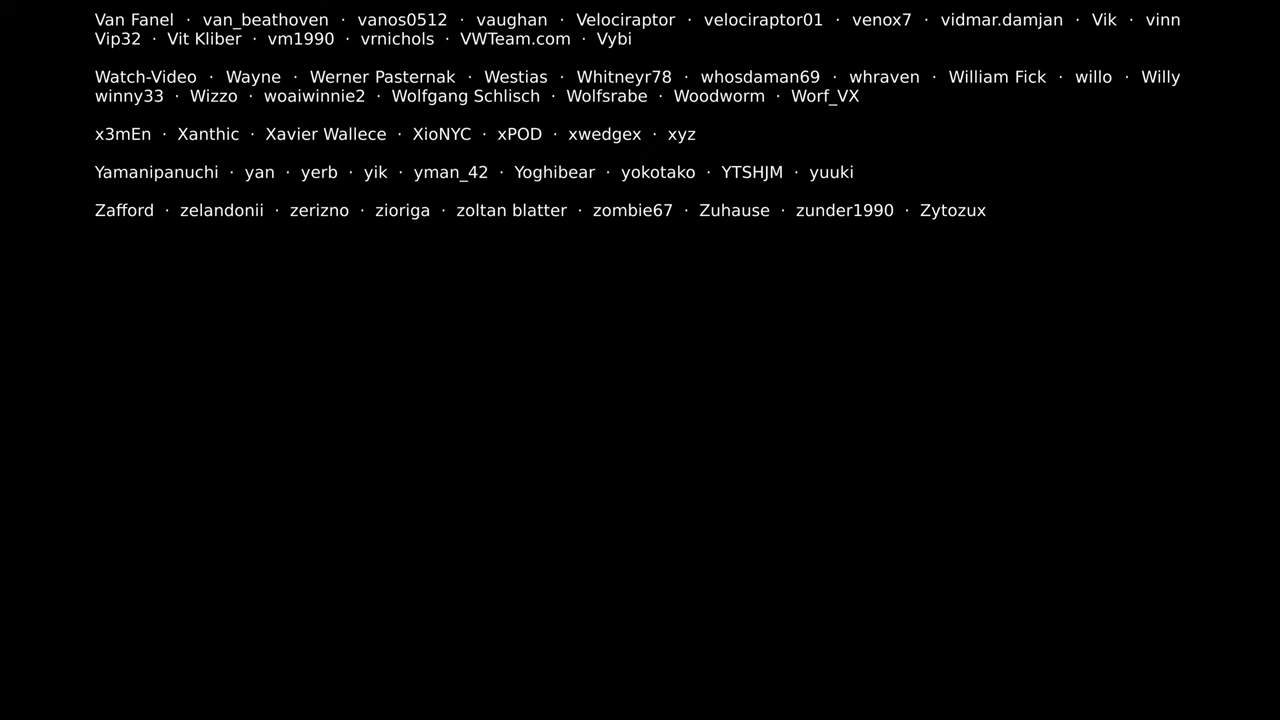 Van Fanel · van_beathoven · vanos0512 · vaughan · Velociraptor · velociraptor01 · venox7 · vidmar.damjan · Vik · vinn
Vip32 · Vit Kliber · vm1990 · vrnichols · VWTeam.com · Vybi
Watch-Video · Wayne · Werner Pasternak · Westias · Whitneyr78 · whosdaman69 · whraven · William Fick · willo · Willy
winny33 · Wizzo · woaiwinnie2 · Wolfgang Schlisch · Wolfsrabe · Woodworm · Worf_VX
x3mEn · Xanthic · Xavier Wallece · XioNYC · xPOD · xwedgex · xyz
Yamanipanuchi · yan · yerb · yik · yman_42 · Yoghibear · yokotako · YTSHJM · yuuki
Zafford · zelandonii · zerizno · zioriga · zoltan blatter · zombie67 · Zuhause · zunder1990 · Zytozux